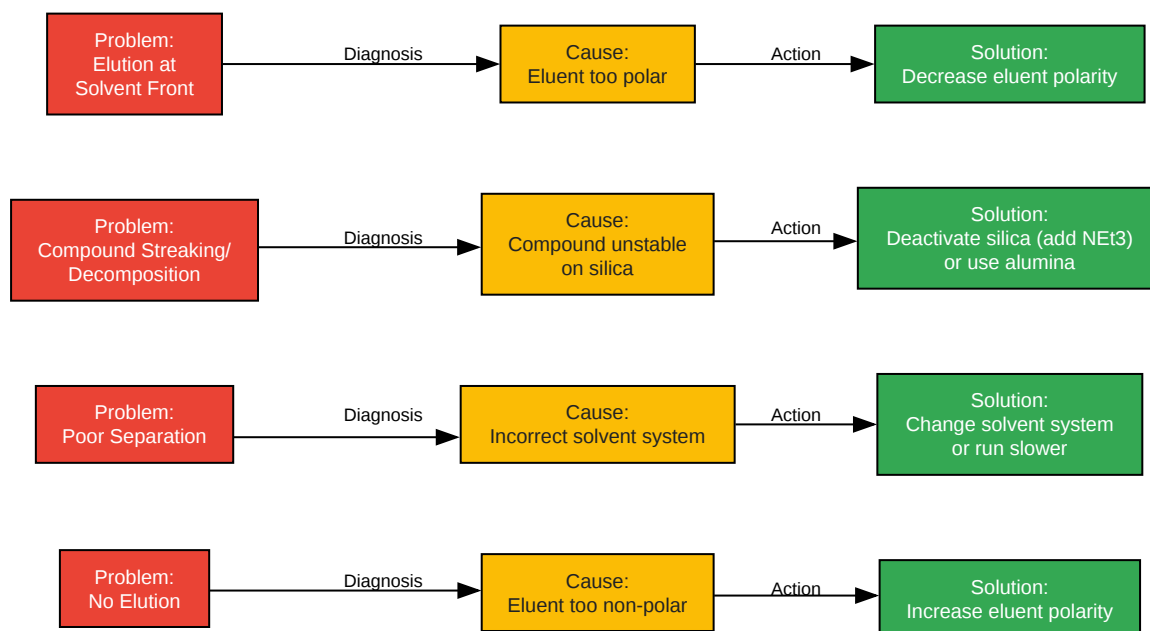 Problem:
Elution at
Solvent Front
Diagnosis
Cause:
Eluent too polar
Action
Solution:
Decrease eluent polarity
Problem:
Compound Streaking/
Decomposition
Diagnosis
Cause:
Compound unstable
on silica
Action
Solution:
Deactivate silica (add NEt3)
or use alumina
Problem:
Poor Separation
Diagnosis
Cause:
Incorrect solvent system
Action
Solution:
Change solvent system
or run slower
Problem:
No Elution
Diagnosis
Cause:
Eluent too non-polar
Action
Solution:
Increase eluent polarity